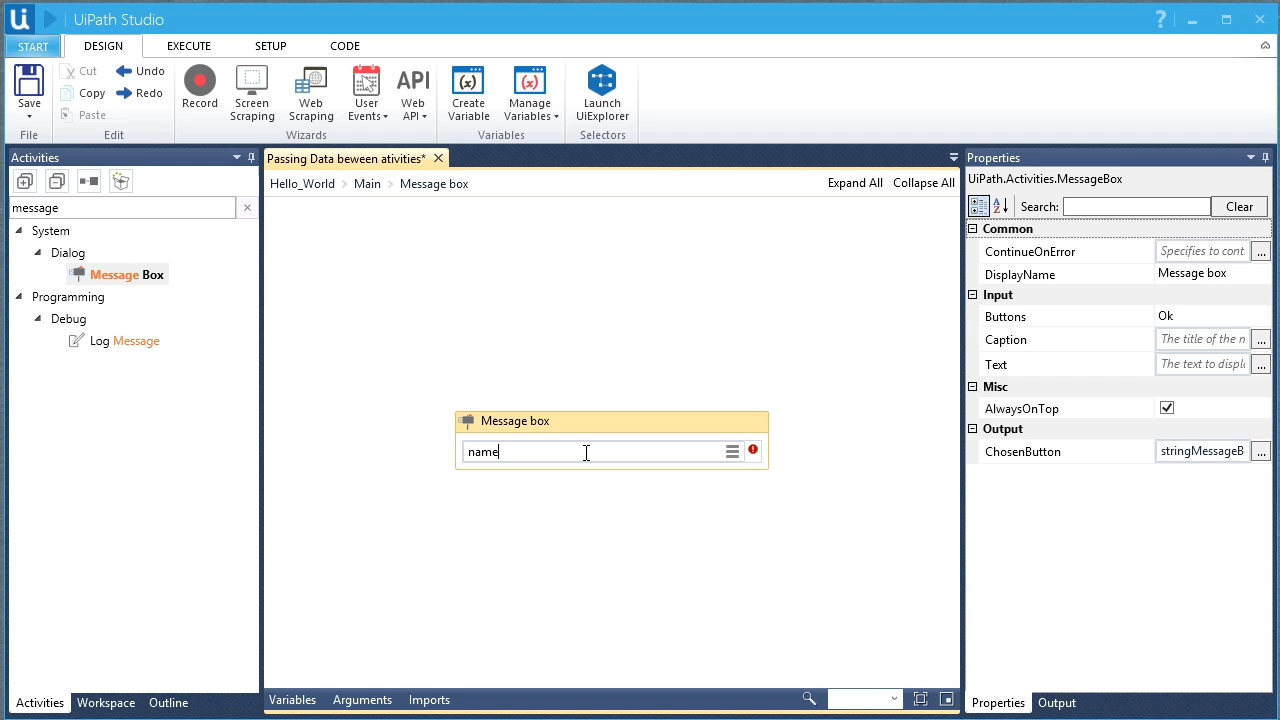 UiPath Studio
START DESIGN EXECUTE SETUP CODE
Save
File
Cut Undo
Copy Redo
Paste
Edit
Record
Screen Scraping
Web Scraping
User Events
API
Web API
Wizards
Create Variable
Manage Variables
Variables
Launch UiExplorer
Selectors
Activities
message
System
Dialog
Message Box
Programming
Debug
Log Message
Activities Workspace Outline
Passing Data beween ativities*
Hello_World > Main > Message box
Expand All Collapse All
Message box
name
Variables Arguments Imports
Properties
UiPath.Activities.MessageBox
Search: Clear
Common
ContinueOnError Specifies to cont ...
DisplayName Message box
Input
Buttons Ok
Caption The title of the n ...
Text The text to displ ...
Misc
AlwaysOnTop
Output
ChosenButton stringMessageB ...
Properties Output